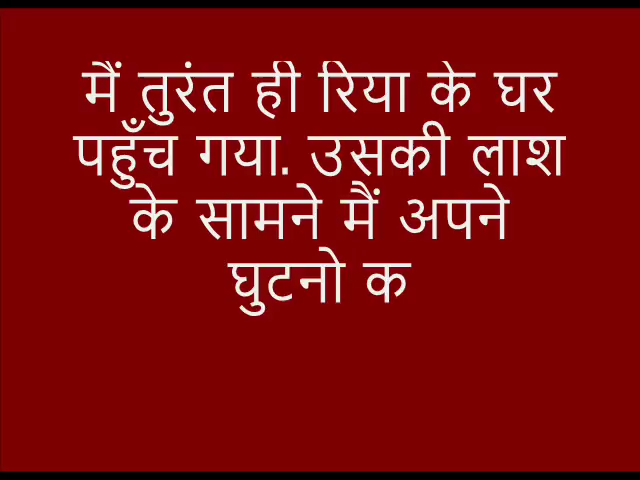 मैं तुरंत ही रिया के घर
पहुँच गया. उसकी लाश
के सामने मैं अपने
घुटनो क